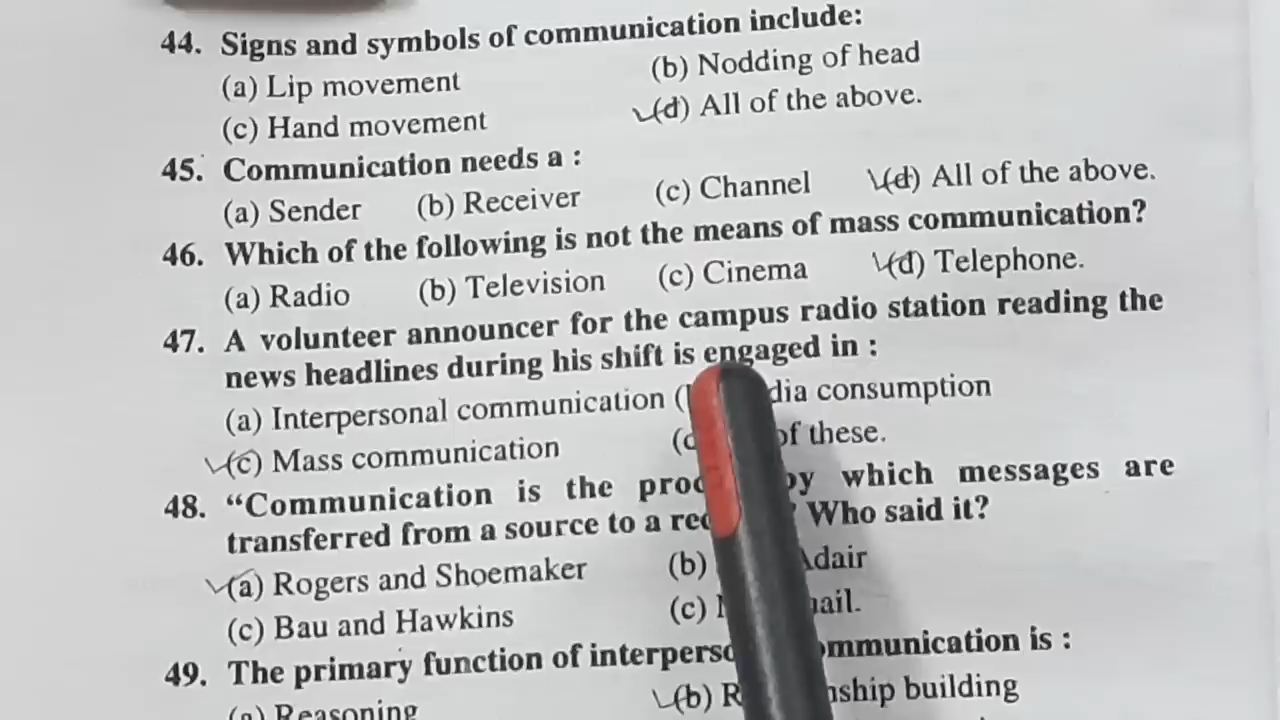 44. Signs and symbols of communication include:
(a) Lip movement (b) Nodding of head
(c) Hand movement (d) All of the above.
45. Communication needs a :
(a) Sender (b) Receiver (c) Channel (d) All of the above.
46. Which of the following is not the means of mass communication?
(a) Radio (b) Television (c) Cinema (d) Telephone.
47. A volunteer announcer for the campus radio station reading the
news headlines during his shift is engaged in :
(a) Interpersonal communication consumption
(c) Mass communication of these.
48. “Communication is the by which messages are
transferred from a source to a Who said it?
(a) Rogers and Shoemaker (b) Adair
(c) Bau and Hawkins (c)
49. The primary function of communication is :
(a) Reasoning (b) building